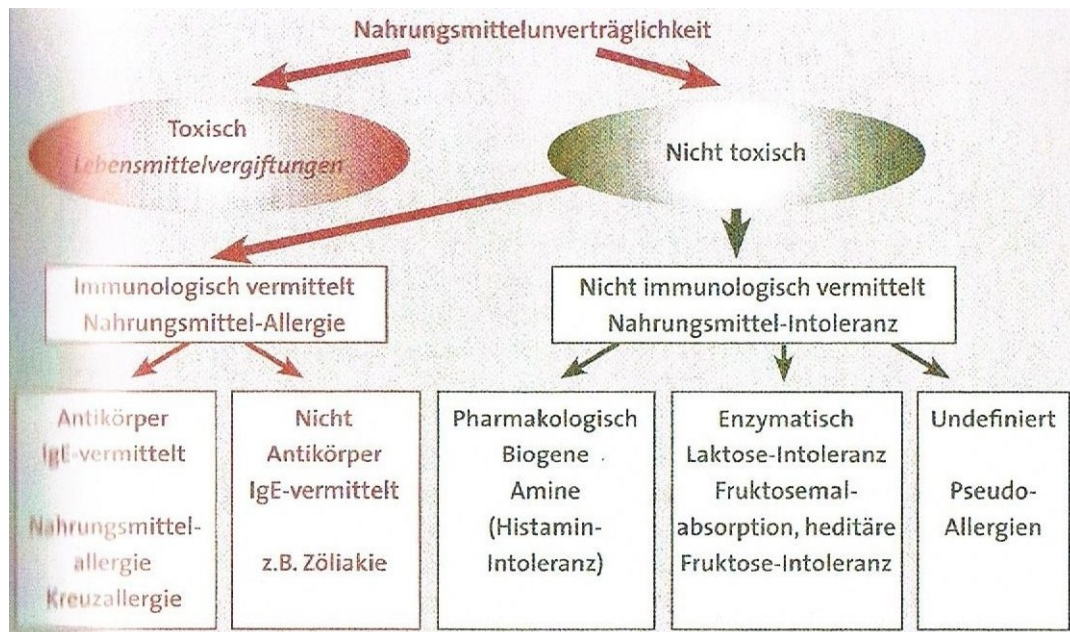 Nahrungsmittelunverträglichkeit
Toxisch
Lebensmittelvergiftungen
Nicht toxisch
Immunologisch vermittelt
Nahrungsmittel-Allergie
Nicht immunologisch vermittelt
Nahrungsmittel-Intoleranz
Antikörper
IgE-vermittelt
Nahrungsmittel-
allergie
Kreuzallergie
Nicht
Antikörper
IgE-vermittelt
z.B. Zöliakie
Pharmakologisch
Biogene
Amine
(Histamin-
Intoleranz)
Enzymatisch
Laktose-Intoleranz
Fruktosemal-
absorption, heditäre
Fruktose-Intoleranz
Undefiniert
Pseudo-
Allergien